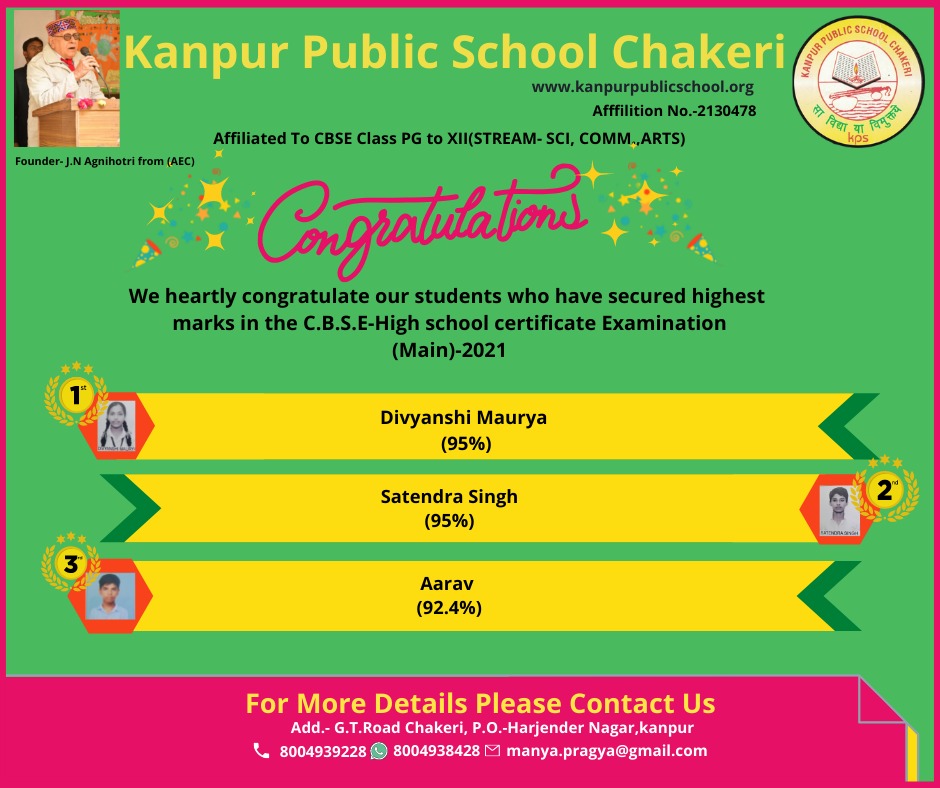 Kanpur Public School Chakeri
www.kanpurpublicschool.org
Afffilition No.-2130478
Affiliated To CBSE Class PG to XII(STREAM- SCI, COMM.,ARTS)
Founder- J.N Agnihotri from (AEC)
KANPUR PUBLIC SCHOOL CHAKERI
सा विद्या या विमुक्तये
kps
Congratulations
We heartly congratulate our students who have secured highest
marks in the C.B.S.E-High school certificate Examination
(Main)-2021
1st
Divyanshi Maurya
(95%)
Satendra Singh
(95%)
2nd
SATENDRA SINGH
3rd
Aarav
(92.4%)
For More Details Please Contact Us
Add.- G.T.Road Chakeri, P.O.-Harjender Nagar,kanpur
8004939228 8004938428 manya.pragya@gmail.com